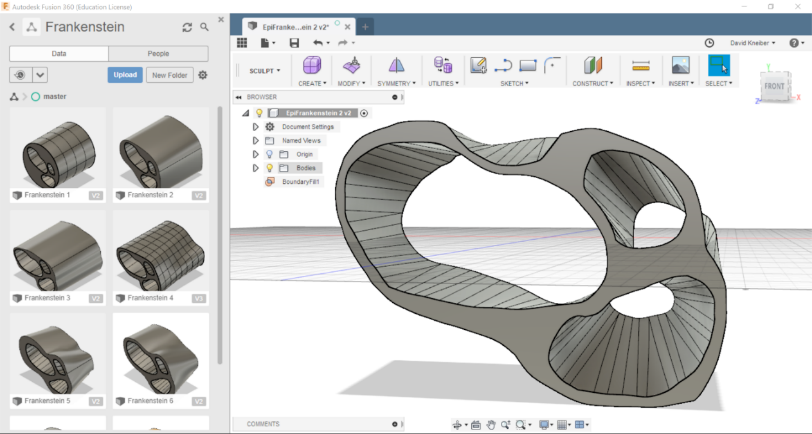 Autodesk Fusion 360 (Education License)
Frankenstein
Data People
Upload New Folder
master
Frankenstein 1 V2
Frankenstein 2 V2
Frankenstein 3 V2
Frankenstein 4 V3
Frankenstein 5 V2
Frankenstein 6 V2
EpiFranke...ein 2 v2*
David Kneiber
SCULPT
CREATE MODIFY SYMMETRY UTILITIES SKETCH CONSTRUCT INSPECT INSERT SELECT
BROWSER
EpiFrankenstein 2 v2
Document Settings
Named Views
Origin
Bodies
BoundaryFill1
FRONT
Y
X
Z
COMMENTS